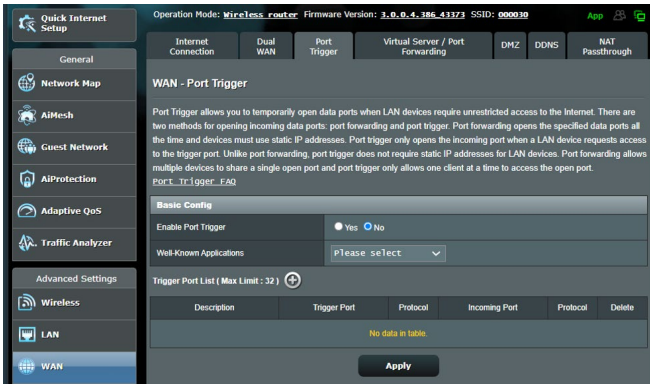 Quick Internet
Setup
General
Network Map
AiMesh
Guest Network
AiProtection
Adaptive QoS
Traffic Analyzer
Advanced Settings
Wireless
LAN
WAN
Operation Mode: Wireless router Firmware Version: 3.0.0.4.386_43373 SSID: 000030
App
Internet
Connection
Dual
WAN
Port
Trigger
Virtual Server / Port
Forwarding
DMZ
DDNS
NAT
Passthrough
WAN - Port Trigger
Port Trigger allows you to temporarily open data ports when LAN devices require unrestricted access to the Internet. There are
two methods for opening incoming data ports: port forwarding and port trigger. Port forwarding opens the specified data ports all
the time and devices must use static IP addresses. Port trigger only opens the incoming port when a LAN device requests access
to the trigger port. Unlike port forwarding, port trigger does not require static IP addresses for LAN devices. Port forwarding allows
multiple devices to share a single open port and port trigger only allows one client at a time to access the open port.
Port Trigger FAQ
Basic Config
Enable Port Trigger
Yes No
Well-Known Applications
Please select
Trigger Port List ( Max Limit : 32 )
Description Trigger Port Protocol Incoming Port Protocol Delete
No data in table.
Apply